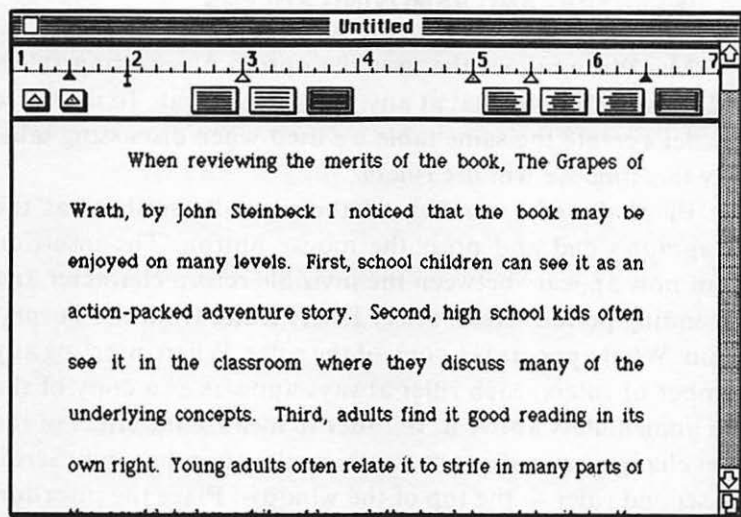 Untitled
1 2 3 4 5 6 7
When reviewing the merits of the book, The Grapes of
Wrath, by John Steinbeck I noticed that the book may be
enjoyed on many levels. First, school children can see it as an
action-packed adventure story. Second, high school kids often
see it in the classroom where they discuss many of the
underlying concepts. Third, adults find it good reading in its
own right. Young adults often relate it to strife in many parts of